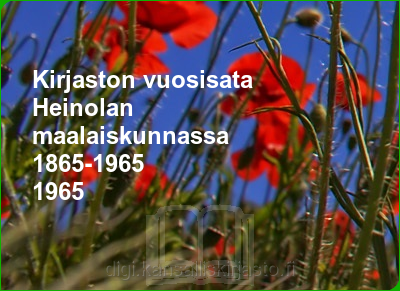 Kirjaston vuosisata
Heinolan
maalaiskunnassa
1865-1965
1965
digi.kansalliskirjasto.fi